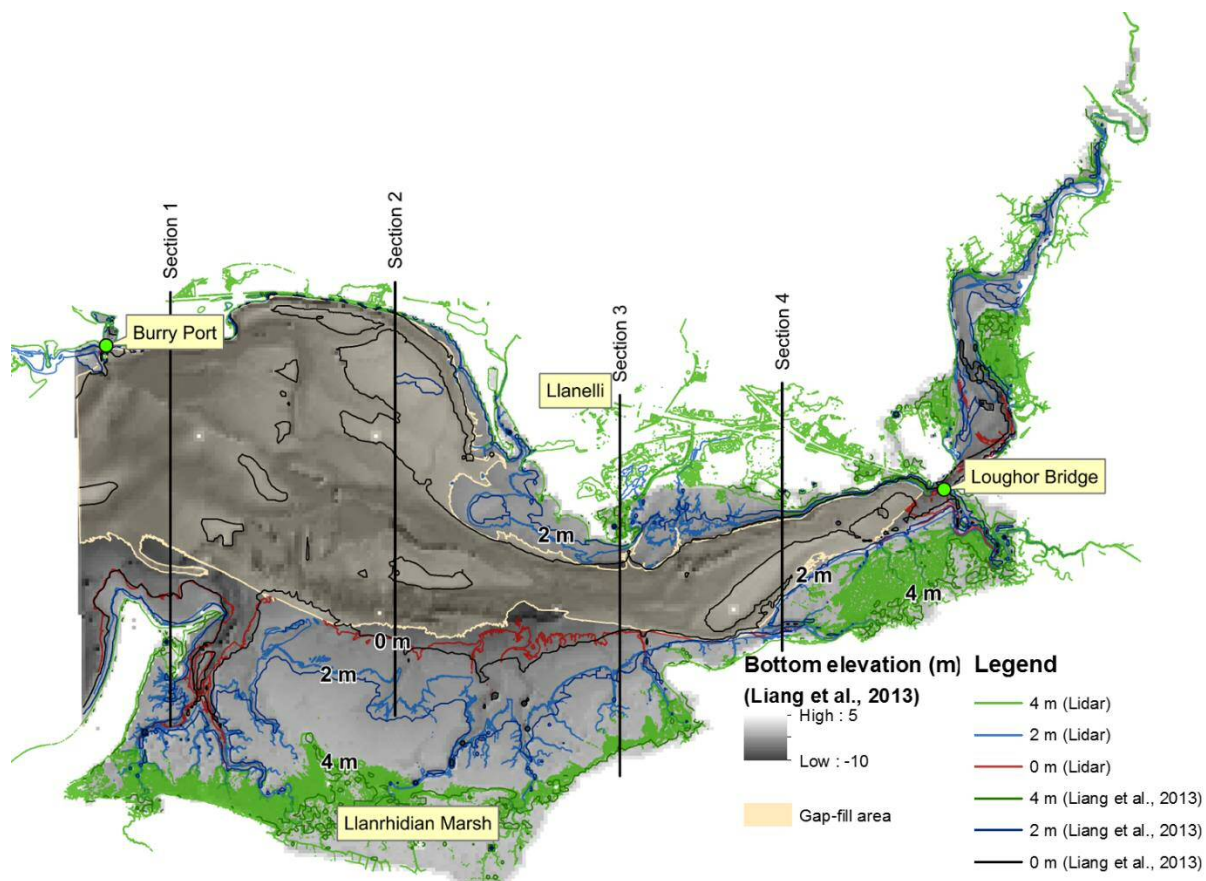 Section 1
Section 2
Section 3
Section 4
Burry Port
Llanelli
Loughor Bridge
2 m
2 m
4 m
0 m
2 m
4 m
Llanrhidian Marsh
Bottom elevation (m)
(Liang et al., 2013)
High : 5
Low : -10
Gap-fill area
Legend
4 m (Lidar)
2 m (Lidar)
0 m (Lidar)
4 m (Liang et al., 2013)
2 m (Liang et al., 2013)
0 m (Liang et al., 2013)